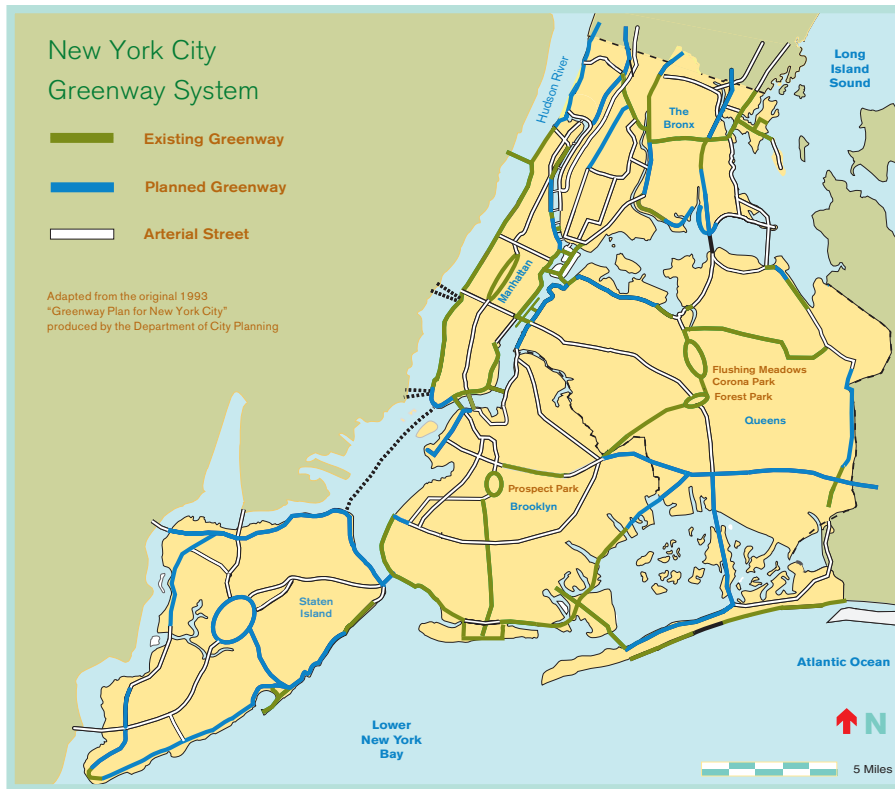 New York City
Greenway System
Existing Greenway
Planned Greenway
Arterial Street
Adapted from the original 1993
“Greenway Plan for New York City”
produced by the Department of City Planning
Hudson River
Long
Island
Sound
The
Bronx
Manhattan
Flushing Meadows
Corona Park
Forest Park
Queens
Prospect Park
Brooklyn
Staten
Island
Atlantic Ocean
Lower
New York
Bay
N
5 Miles